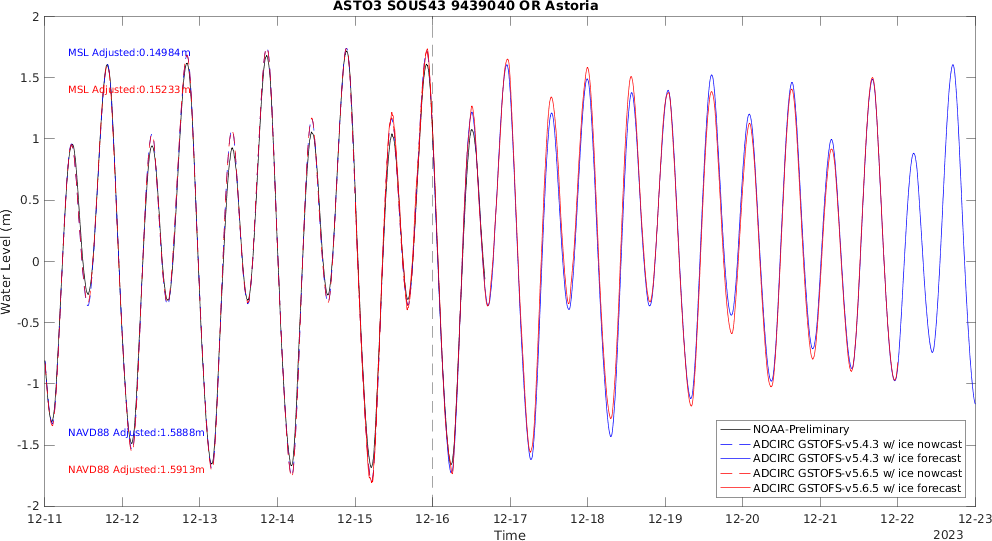 ASTO3 SOUS43 9439040 OR Astoria
2
1.5
1
0.5
0
-0.5
-1
-1.5
-2
Water Level (m)
MSL Adjusted:0.14984m
MSL Adjusted:0.15233m
NAVD88 Adjusted:1.5888m
NAVD88 Adjusted:1.5913m
NOAA-Preliminary
ADCIRC GSTOFS-v5.4.3 w/ ice nowcast
ADCIRC GSTOFS-v5.4.3 w/ ice forecast
ADCIRC GSTOFS-v5.6.5 w/ ice nowcast
ADCIRC GSTOFS-v5.6.5 w/ ice forecast
12-11 12-12 12-13 12-14 12-15 12-16 12-17 12-18 12-19 12-20 12-21 12-22 12-23
Time
2023